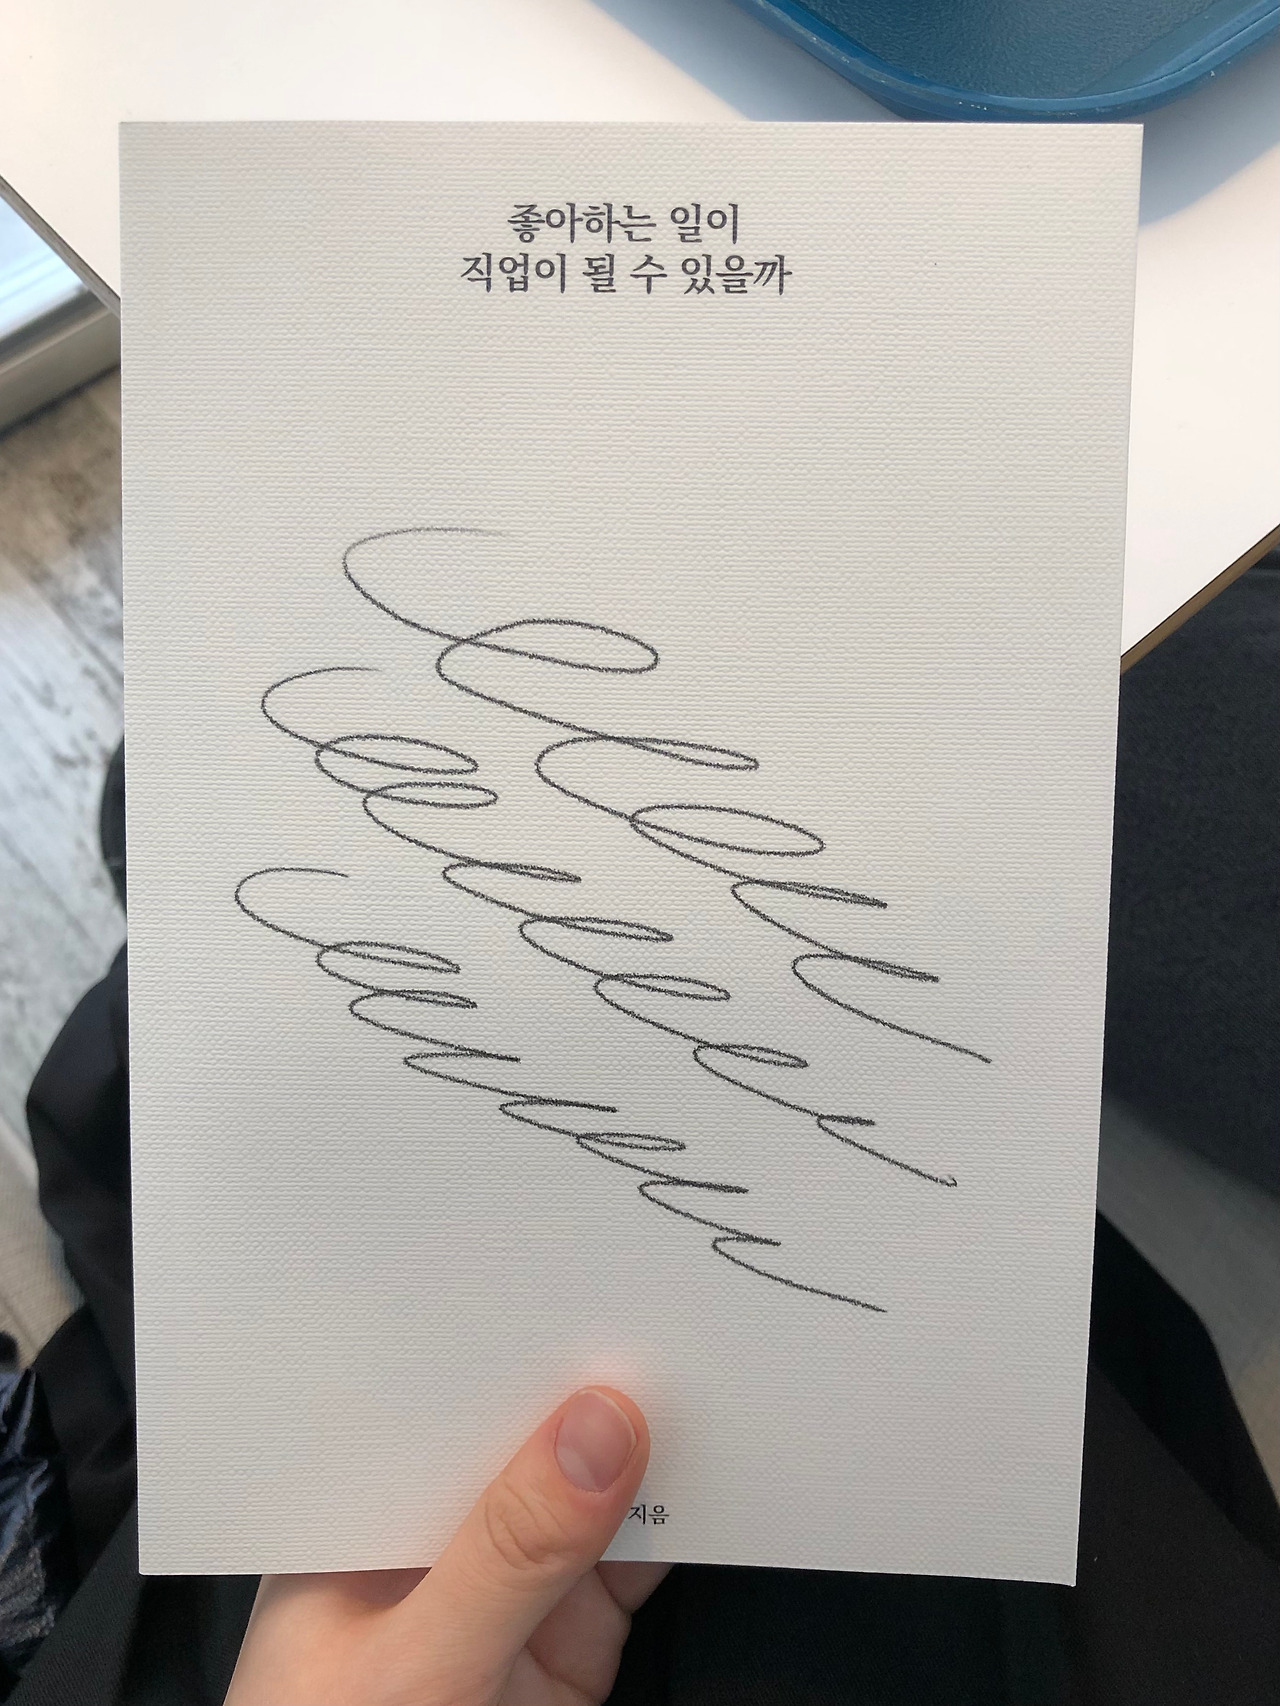 좋아하는 일이
직업이 될 수 있을까
지음